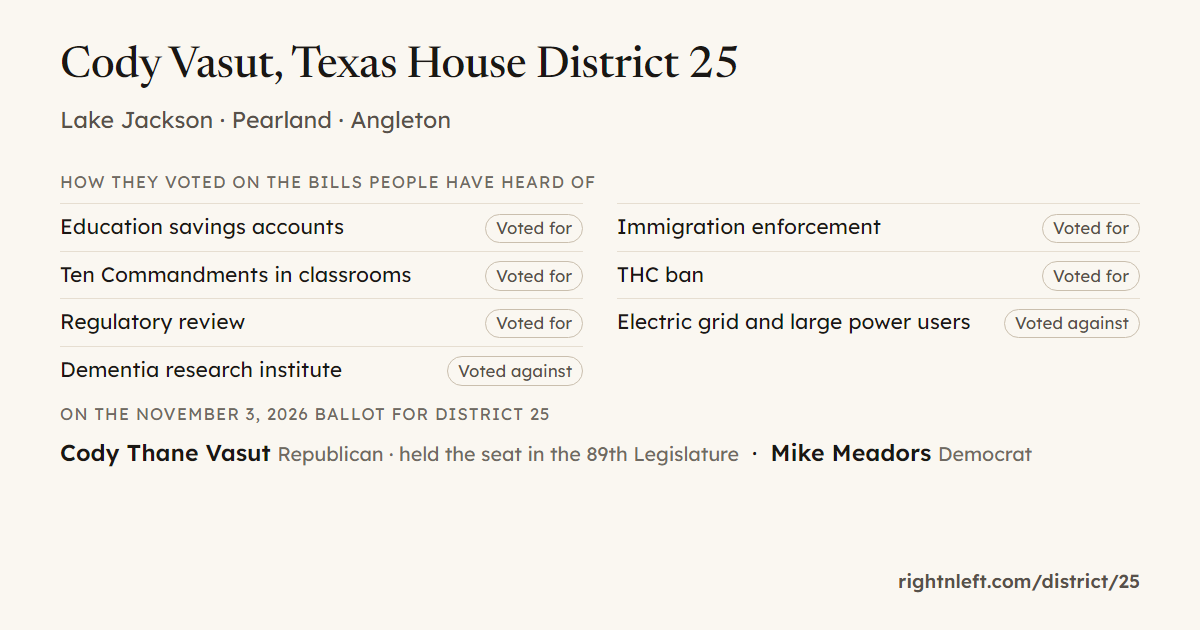 Cody Vasut, Texas House District 25
Lake Jackson · Pearland · Angleton
HOW THEY VOTED ON THE BILLS PEOPLE HAVE HEARD OF
Education savings accounts Voted for
Immigration enforcement Voted for
Ten Commandments in classrooms Voted for
THC ban Voted for
Regulatory review Voted for
Electric grid and large power users Voted against
Dementia research institute Voted against
ON THE NOVEMBER 3, 2026 BALLOT FOR DISTRICT 25
Cody Thane Vasut Republican · held the seat in the 89th Legislature · Mike Meadors Democrat
rightnleft.com/district/25